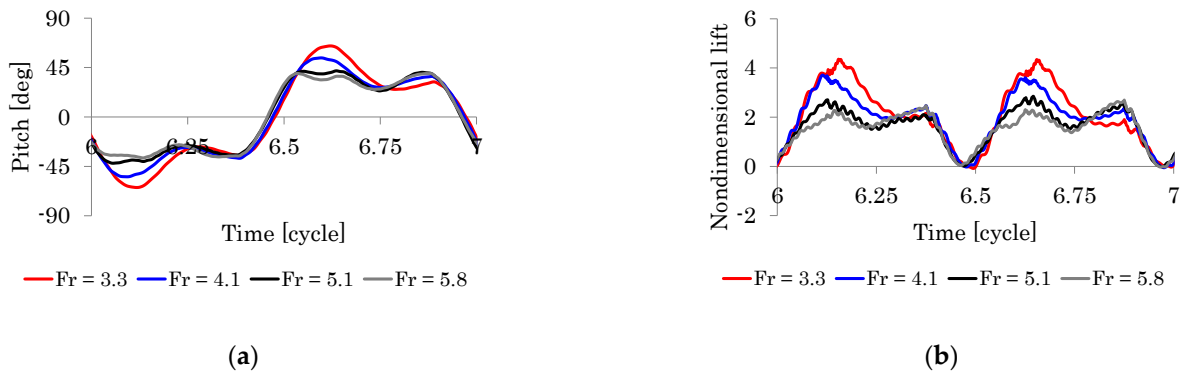 90
45
0
-45
-90
Pitch [deg]
6
6.25
6.5
6.75
7
Time [cycle]
Fr = 3.3
Fr = 4.1
Fr = 5.1
Fr = 5.8
(a)
6
4
2
0
-2
Nondimensional lift
6
6.25
6.5
6.75
7
Time [cycle]
Fr = 3.3
Fr = 4.1
Fr = 5.1
Fr = 5.8
(b)